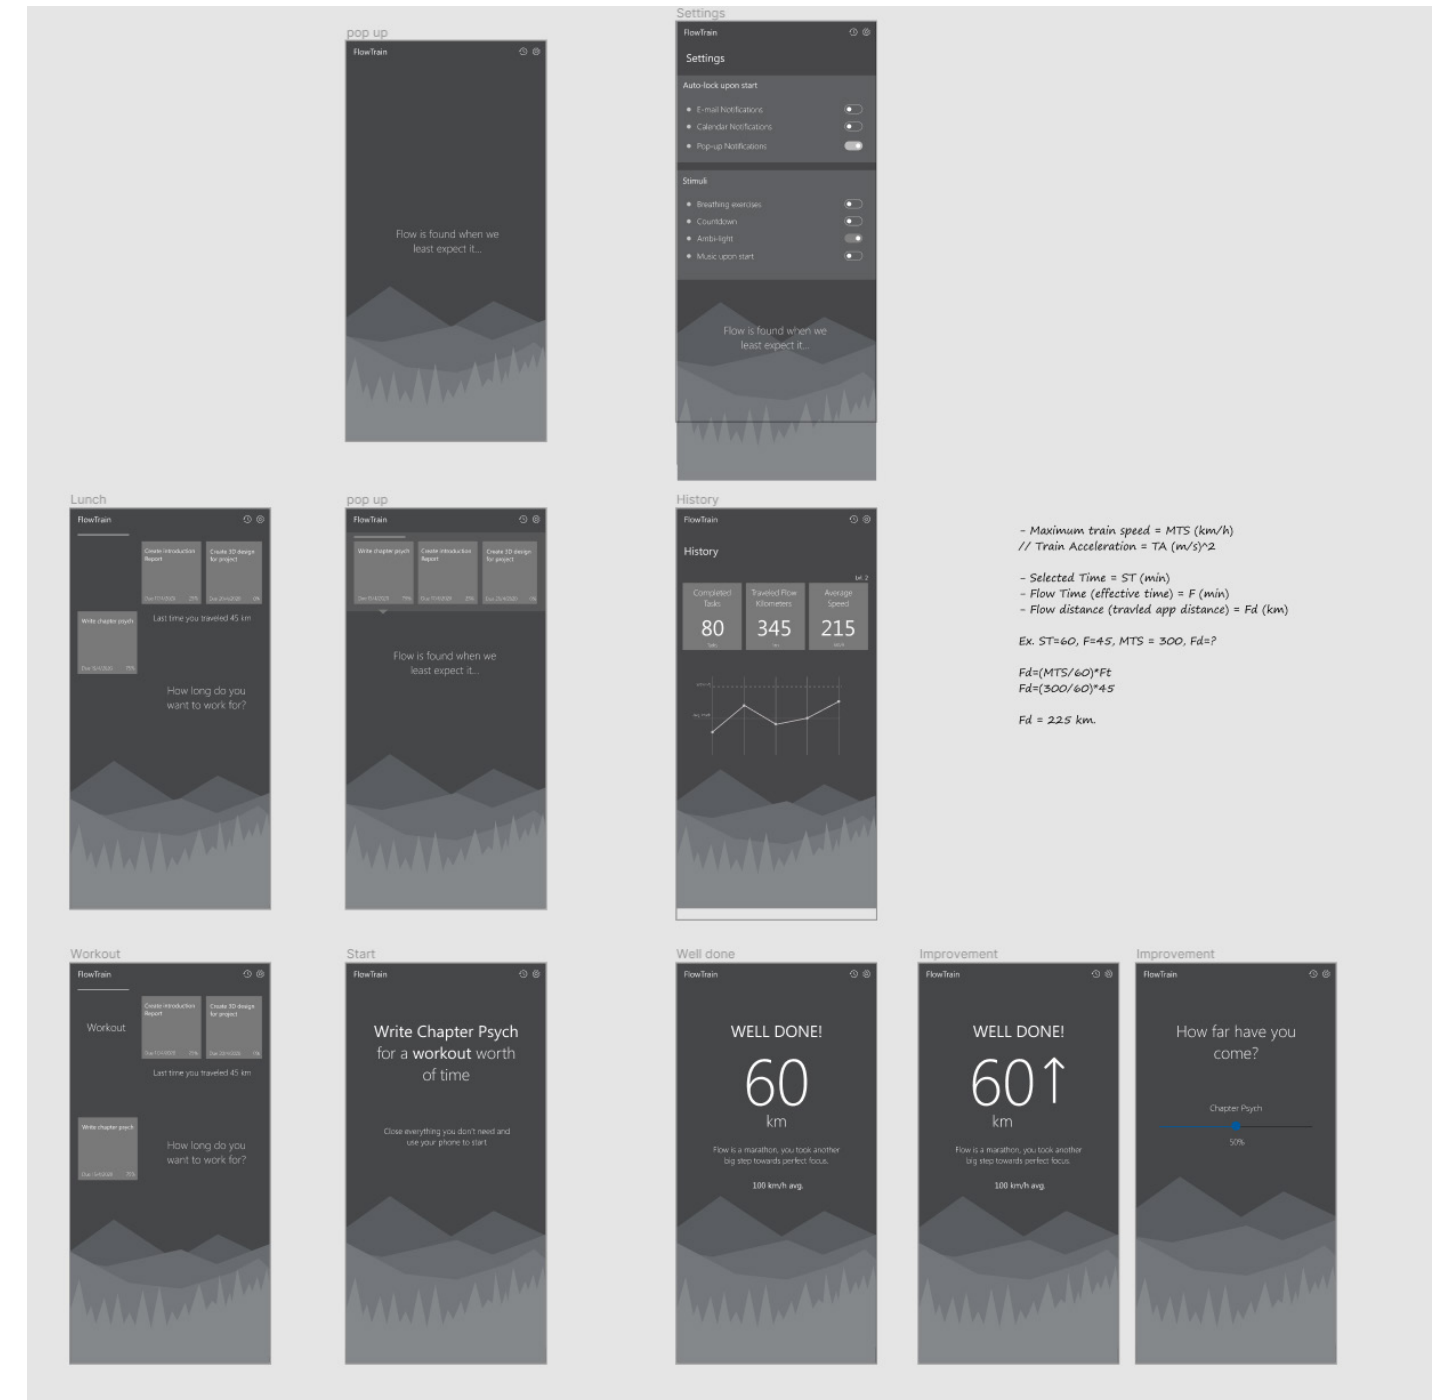 pop up
FlowTrain
Flow is found when we
least expect it...
Settings
FlowTrain
Settings
Auto-lock upon start
E-mail Notifications
Calendar Notifications
Pop-up Notifications
Stimuli
Breathing exercises
Countdown
Ambi-light
Music upon start
Flow is found when we
least expect it...
Lunch
FlowTrain
Create introduction
Report
Create 3D design
for project
25%
Last time you traveled 45 km
Write chapter psych
75%
How long do you
want to work for?
pop up
FlowTrain
Write chapter psych
75%
Create introduction
Report
25%
Create 3D design
for project
Flow is found when we
least expect it...
History
FlowTrain
History
Lvl. 2
Completed
Tasks
80
Traveled Flow
Kilometers
345
km
Average
Speed
215
km/h
- Maximum train speed = MTS (km/h)
// Train Acceleration = TA (m/s)^2
- Selected Time = ST (min)
- Flow Time (effective time) = F (min)
- Flow distance (travled app distance) = Fd (km)
Ex. ST=60, F=45, MTS = 300, Fd=?
Fd=(MTS/60)*Ft
Fd=(300/60)*45
Fd = 225 km.
Workout
FlowTrain
Workout
Create introduction
Report
25%
Create 3D design
for project
Last time you traveled 45 km
Write chapter psych
75%
How long do you
want to work for?
Start
FlowTrain
Write Chapter Psych
for a workout worth
of time
Close everything you don't need and
use your phone to start
Well done
FlowTrain
WELL DONE!
60
km
Flow is a marathon, you took another
big step towards perfect focus.
100 km/h avg.
Improvement
FlowTrain
WELL DONE!
60↑
km
Flow is a marathon, you took another
big step towards perfect focus.
100 km/h avg.
Improvement
FlowTrain
How far have you
come?
Chapter Psych
50%